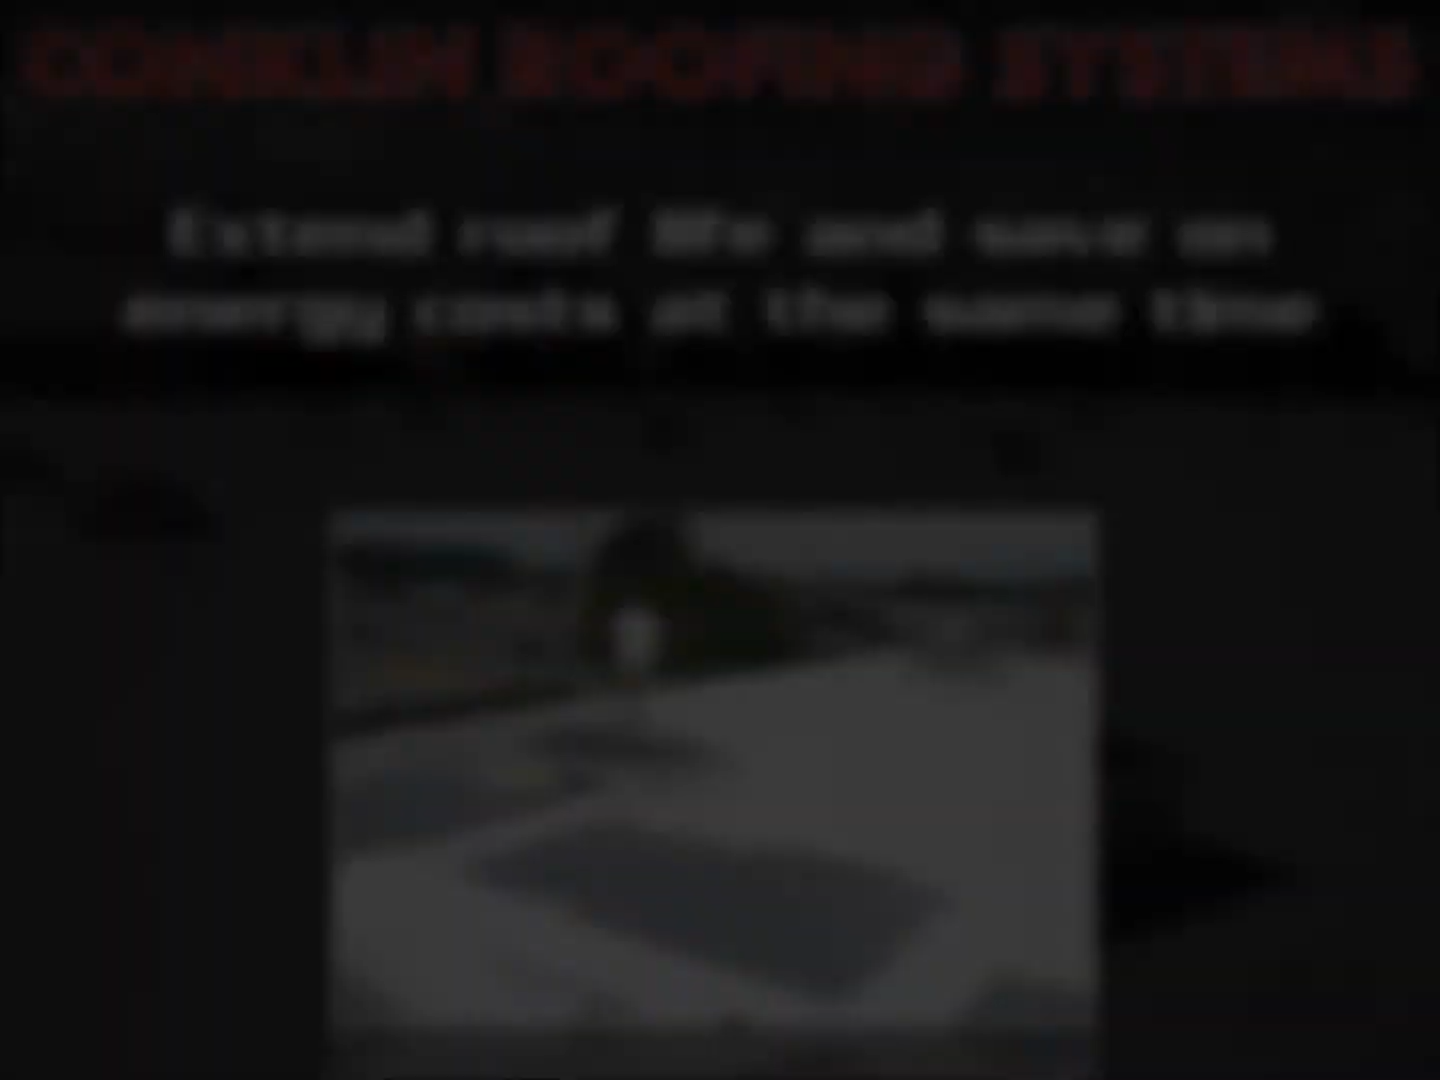 CONKLIN ROOFING SYSTEMS
Extend roof life and save on
energy costs at the same time